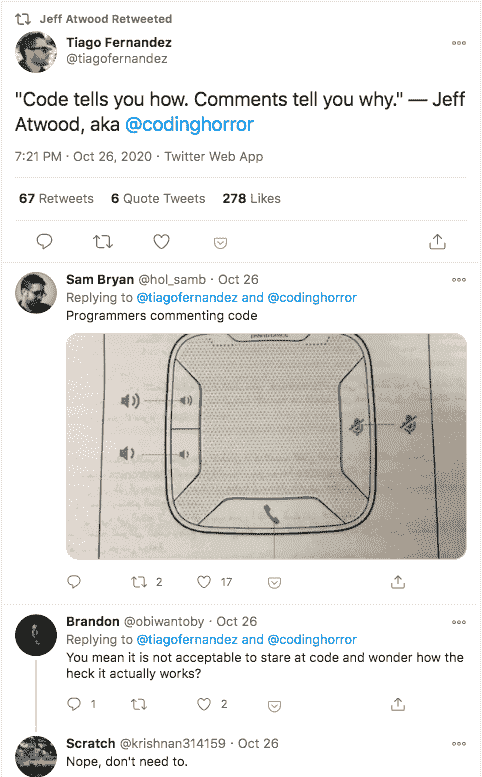 Jeff Atwood Retweeted
Tiago Fernandez
@tiagofernandez
"Code tells you how. Comments tell you why." — Jeff
Atwood, aka @codinghorror
7:21 PM · Oct 26, 2020 · Twitter Web App
67 Retweets 6 Quote Tweets 278 Likes
Sam Bryan @hol_samb · Oct 26
Replying to @tiagofernandez and @codinghorror
Programmers commenting code
2 17
Brandon @obiwantoby · Oct 26
Replying to @tiagofernandez and @codinghorror
You mean it is not acceptable to stare at code and wonder how the
heck it actually works?
1 2
Scratch @krishnan314159 · Oct 26
Nope, don't need to.